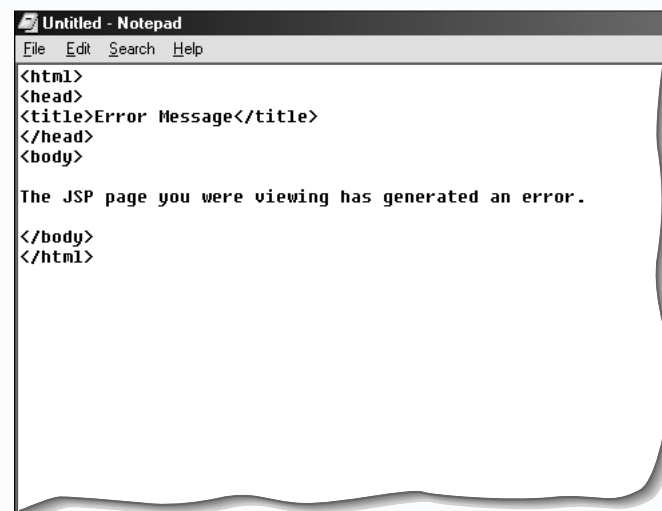 Untitled - Notepad
File Edit Search Help
<html>
<head>
<title>Error Message</title>
</head>
<body>
The JSP page you were viewing has generated an error.
</body>
</html>